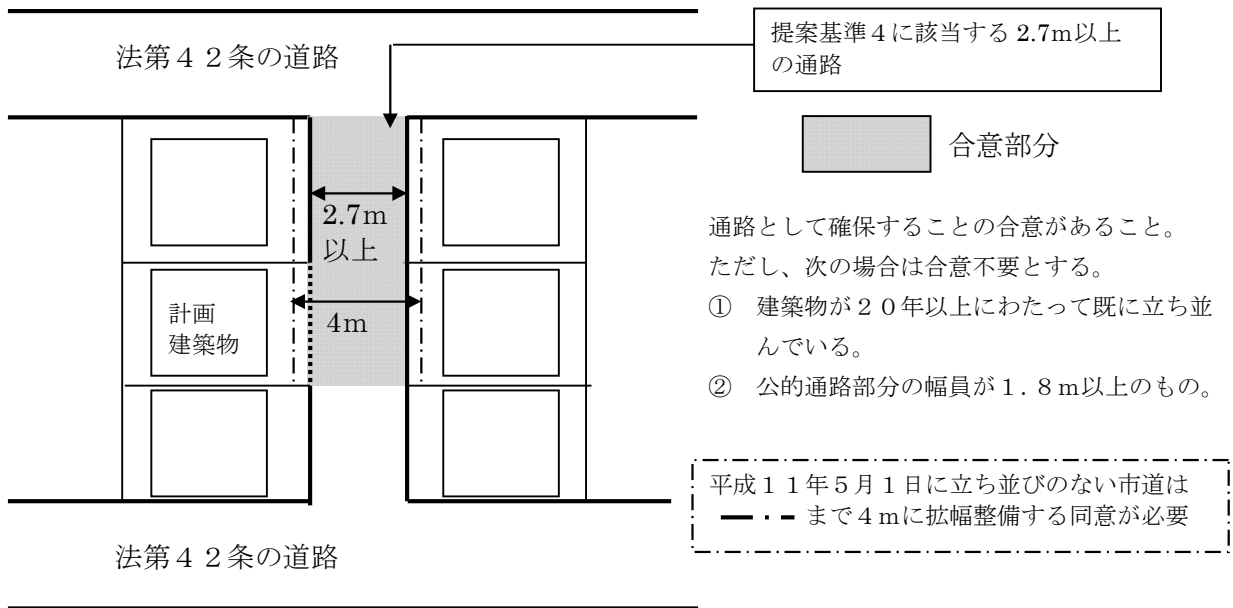 法第４２条の道路
提案基準４に該当する 2.7m以上
の通路
合意部分
2.7m
以上
4m
計画
建築物
通路として確保することの合意があること。
ただし、次の場合は合意不要とする。
①　建築物が２０年以上にわたって既に立ち並
んでいる。
②　公的通路部分の幅員が１.８m以上のもの。
平成１１年５月１日に立ち並びのない市道は
まで４ｍに拡幅整備する同意が必要
法第４２条の道路